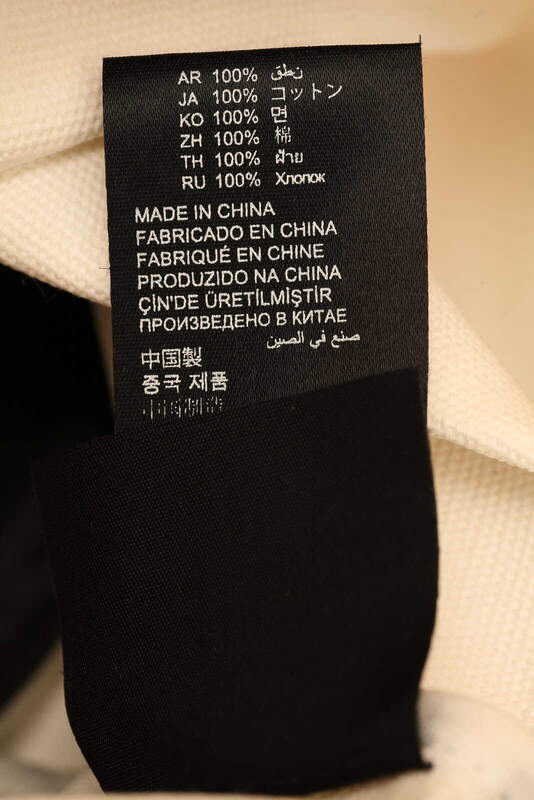 AR 100% نطق
JA 100% コットン
KO 100% 면
ZH 100% 棉
TH 100% ฝ้าย
RU 100% Хлопок
MADE IN CHINA
FABRICADO EN CHINA
FABRIQUÉ EN CHINE
PRODUZIDO NA CHINA
ÇİN'DE ÜRETİLMİŞTİR
ПРОИЗВЕДЕНО В КИТАЕ
صنع في الصين
中国製
중국 제품